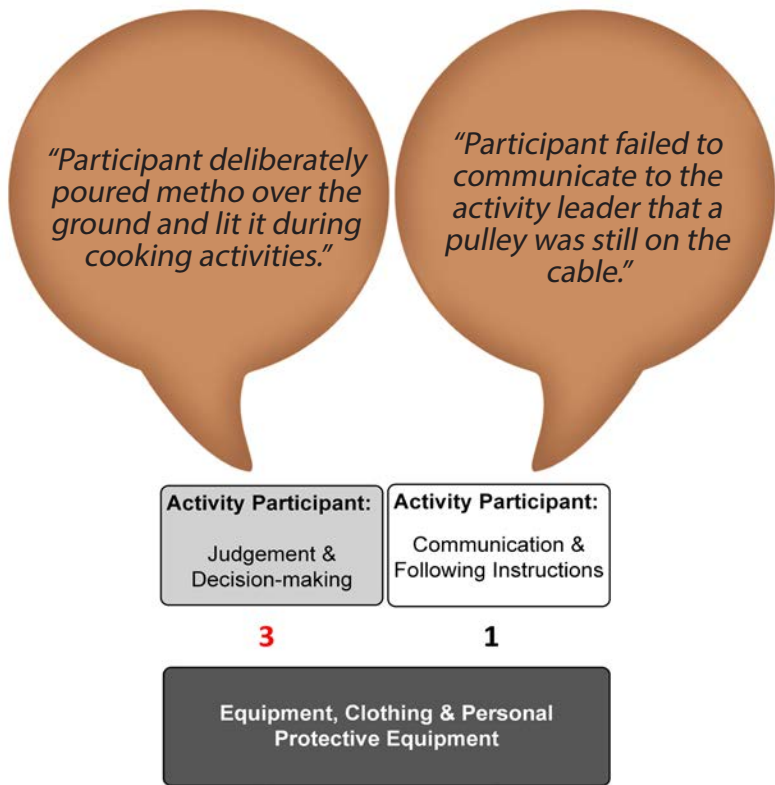 “Participant deliberately
poured metho over the
ground and lit it during
cooking activities.”
“Participant failed to
communicate to the
activity leader that a
pulley was still on the
cable.”
Activity Participant:
Judgement &
Decision-making
Activity Participant:
Communication &
Following Instructions
3
1
Equipment, Clothing & Personal
Protective Equipment